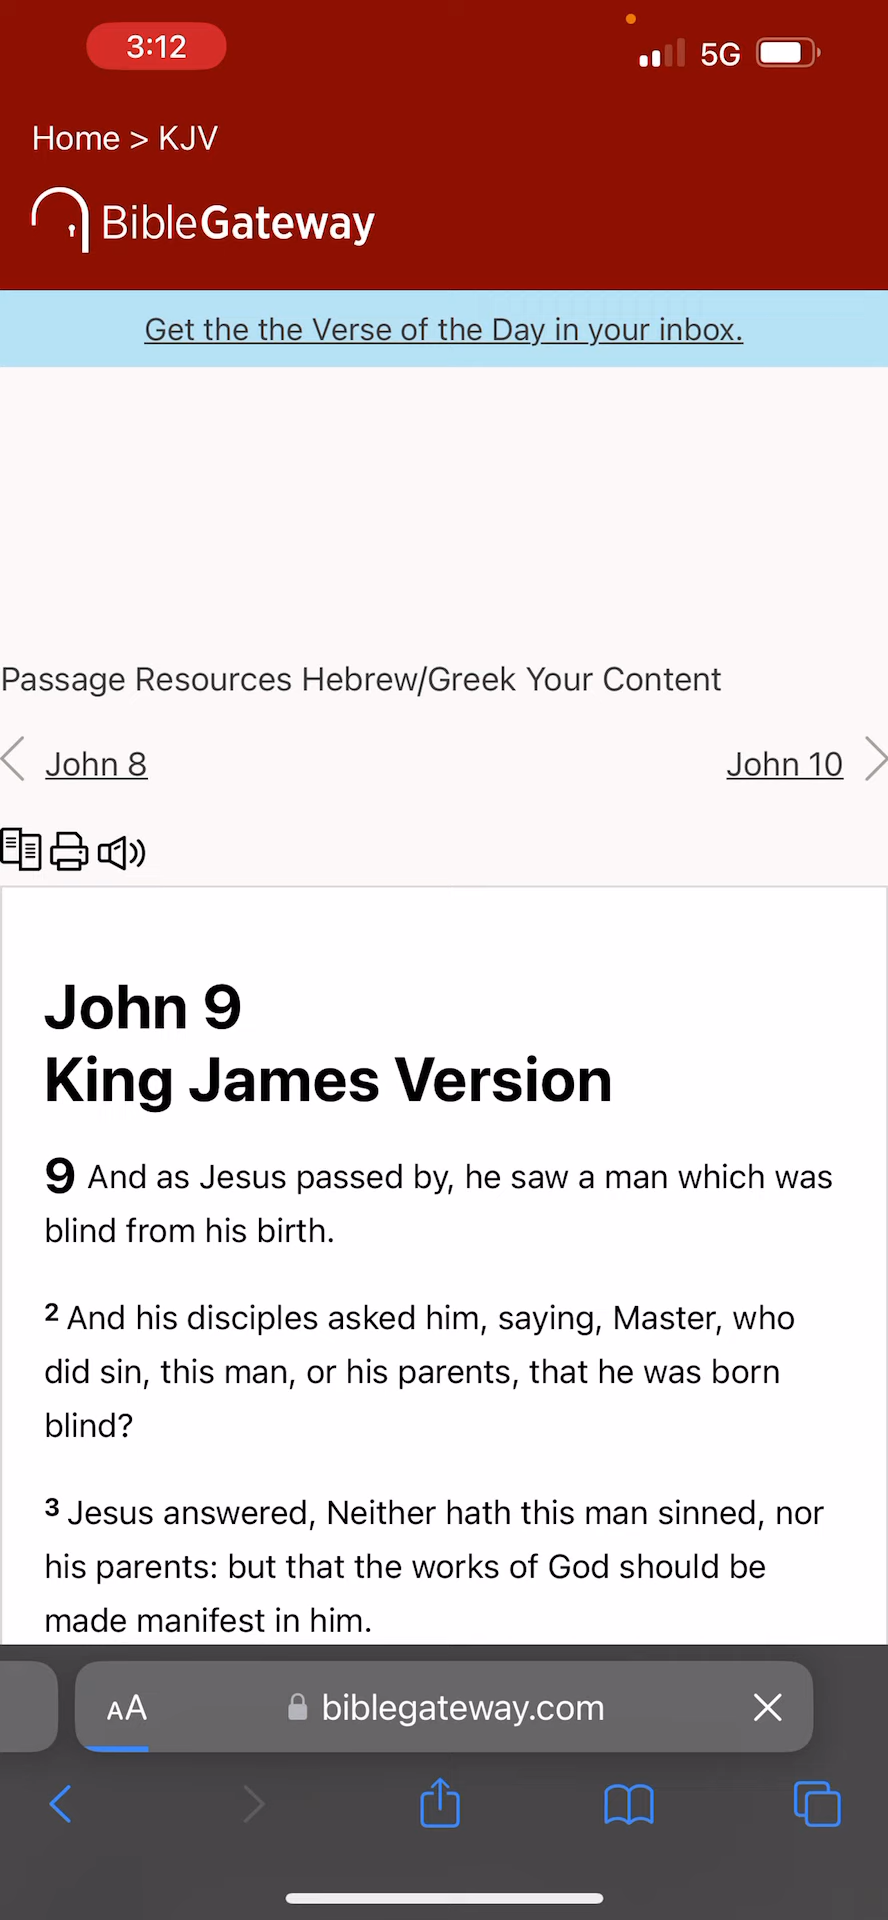 3:12
5G
Home > KJV
BibleGateway
Get the the Verse of the Day in your inbox.
Passage Resources Hebrew/Greek Your Content
John 8
John 10
John 9
King James Version
9 And as Jesus passed by, he saw a man which was
blind from his birth.
2 And his disciples asked him, saying, Master, who
did sin, this man, or his parents, that he was born
blind?
3 Jesus answered, Neither hath this man sinned, nor
his parents: but that the works of God should be
made manifest in him.
AA
biblegateway.com